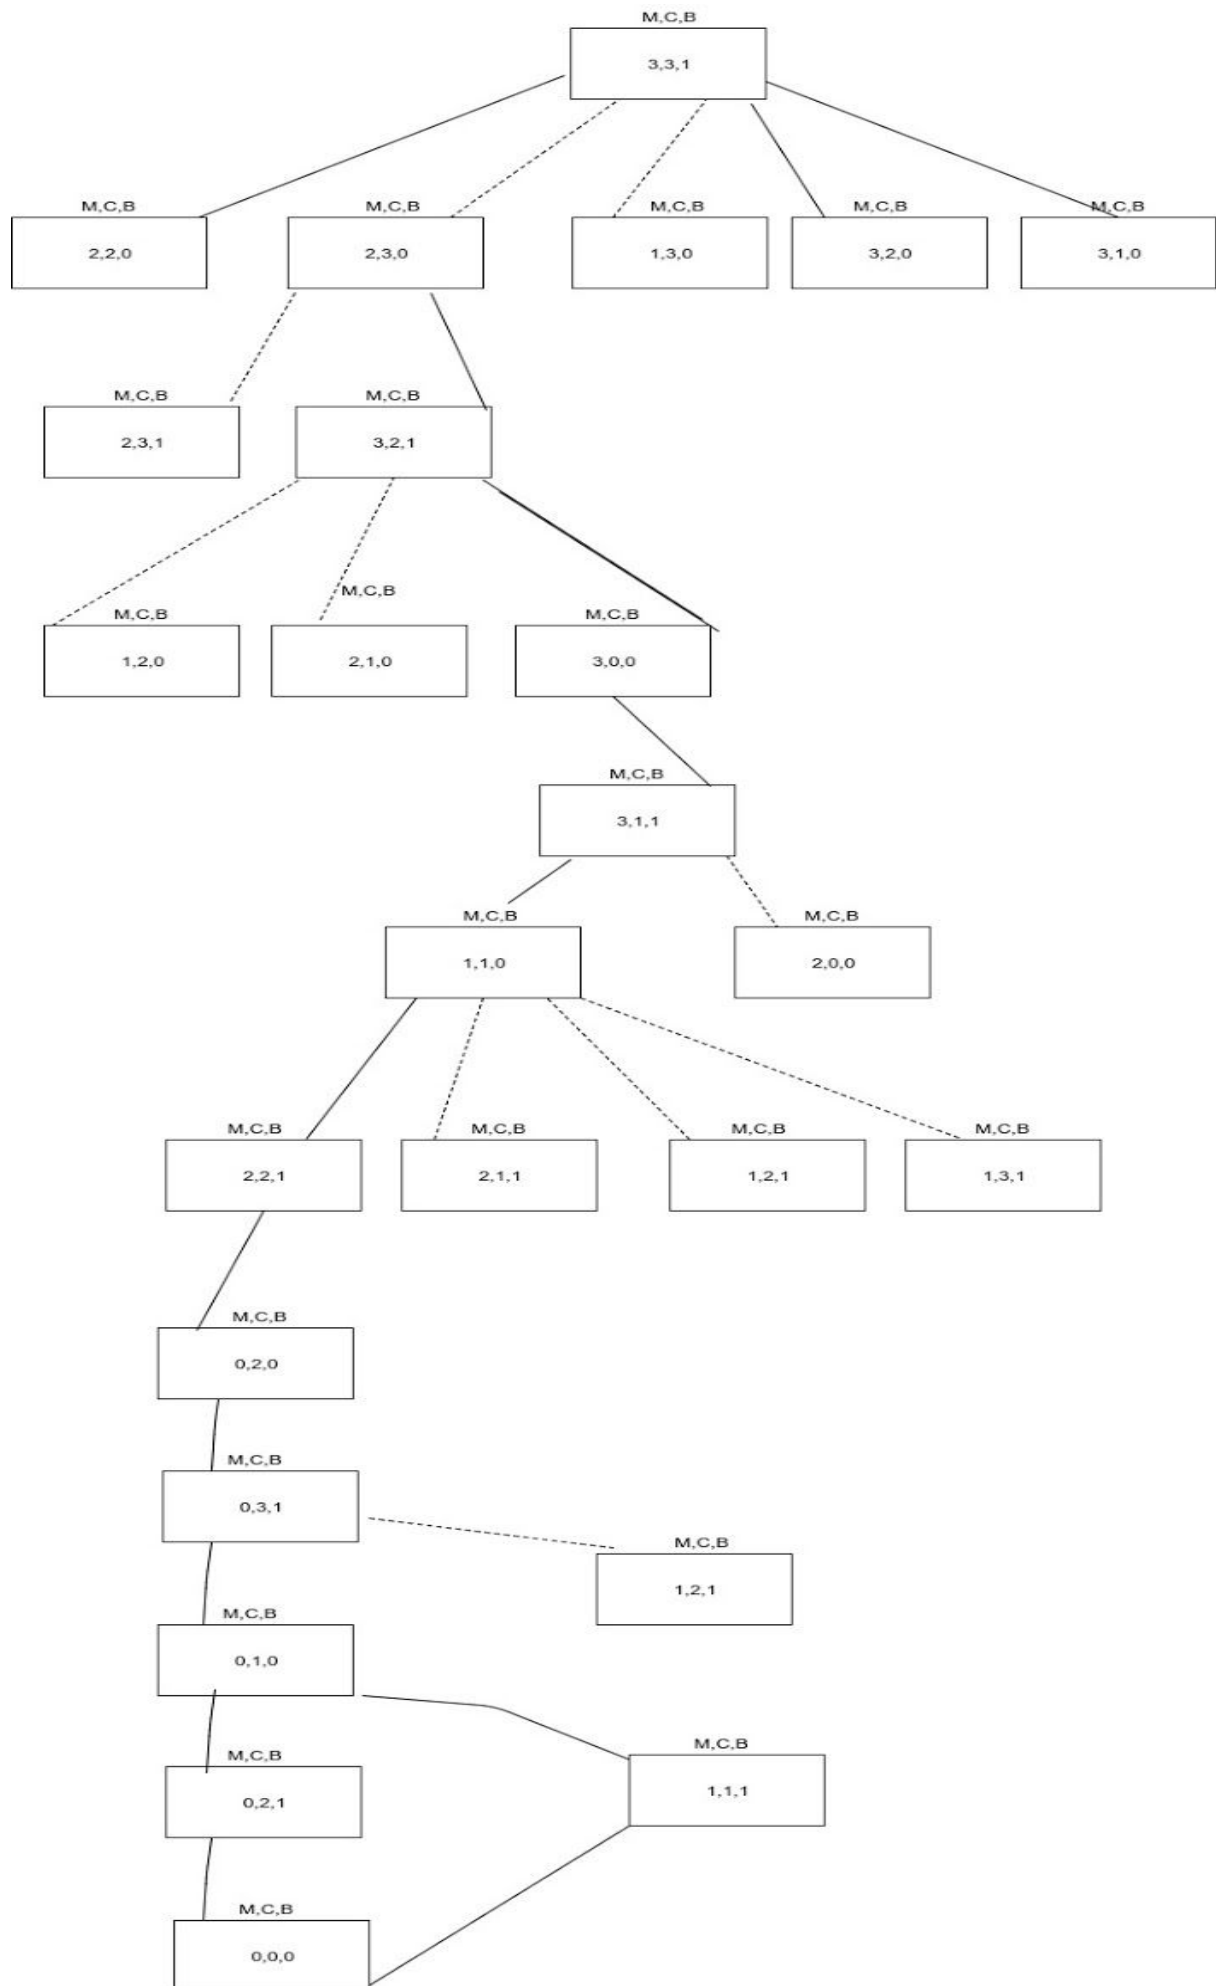 M,C,B
3,3,1
M,C,B M,C,B M,C,B M,C,B M,C,B
2,2,0 2,3,0 1,3,0 3,2,0 3,1,0
M,C,B M,C,B
2,3,1 3,2,1
M,C,B M,C,B M,C,B
1,2,0 2,1,0 3,0,0
M,C,B
3,1,1
M,C,B M,C,B
1,1,0 2,0,0
M,C,B M,C,B M,C,B M,C,B
2,2,1 2,1,1 1,2,1 1,3,1
M,C,B
0,2,0
M,C,B
0,3,1
M,C,B
1,2,1
M,C,B
0,1,0
M,C,B M,C,B
0,2,1 1,1,1
M,C,B
0,0,0